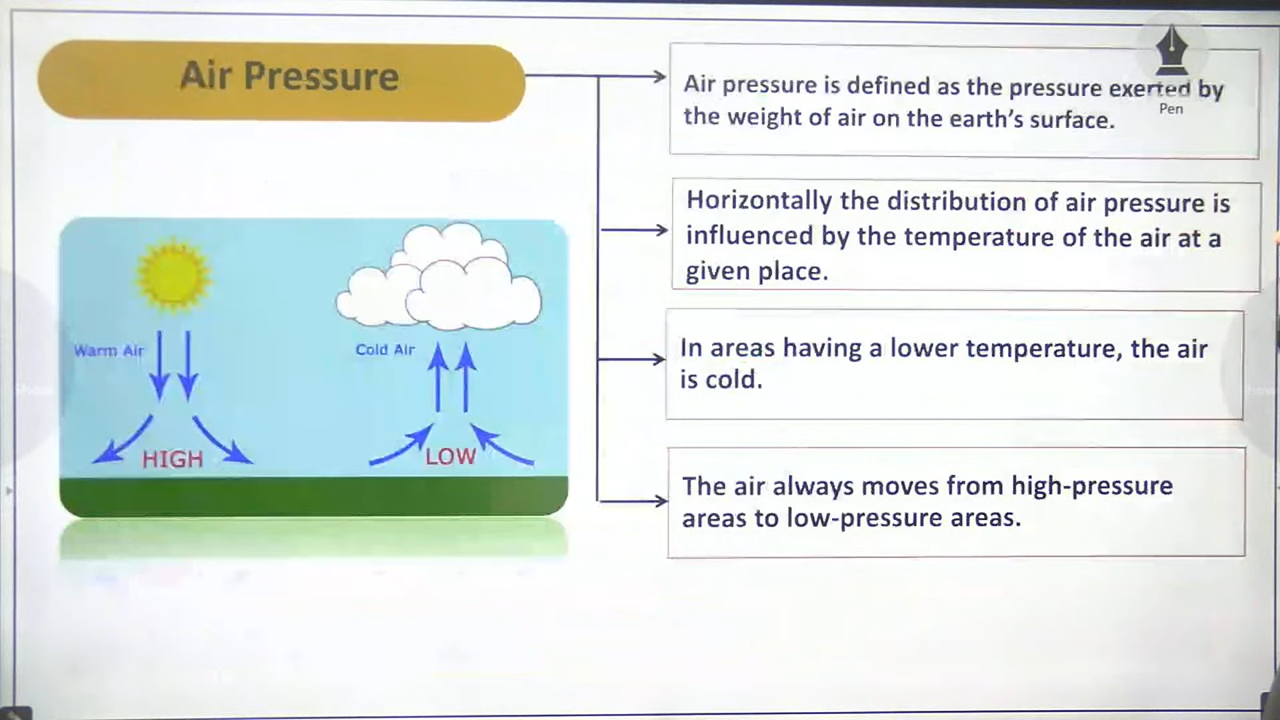 Air Pressure
Air pressure is defined as the pressure exerted by
the weight of air on the earth's surface.
Pen
Horizontally the distribution of air pressure is
influenced by the temperature of the air at a
given place.
In areas having a lower temperature, the air
is cold.
The air always moves from high-pressure
areas to low-pressure areas.
Warm Air
Cold Air
HIGH
LOW